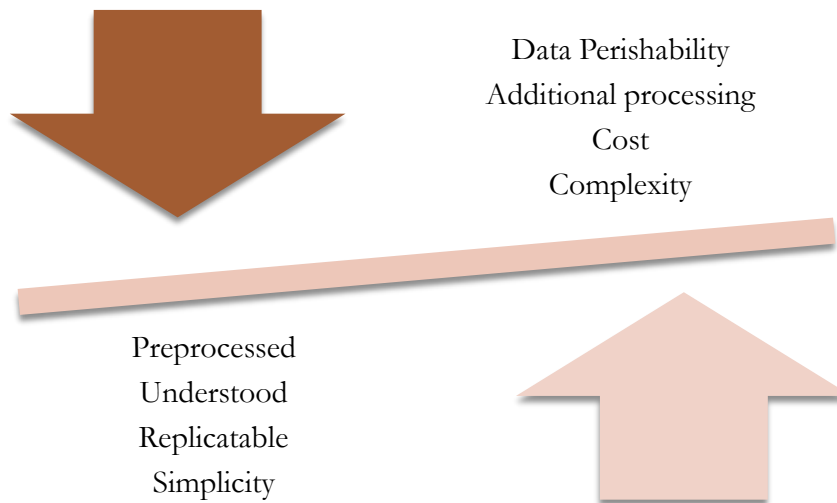 Data Perishability
Additional processing
Cost
Complexity
Preprocessed
Understood
Replicatable
Simplicity